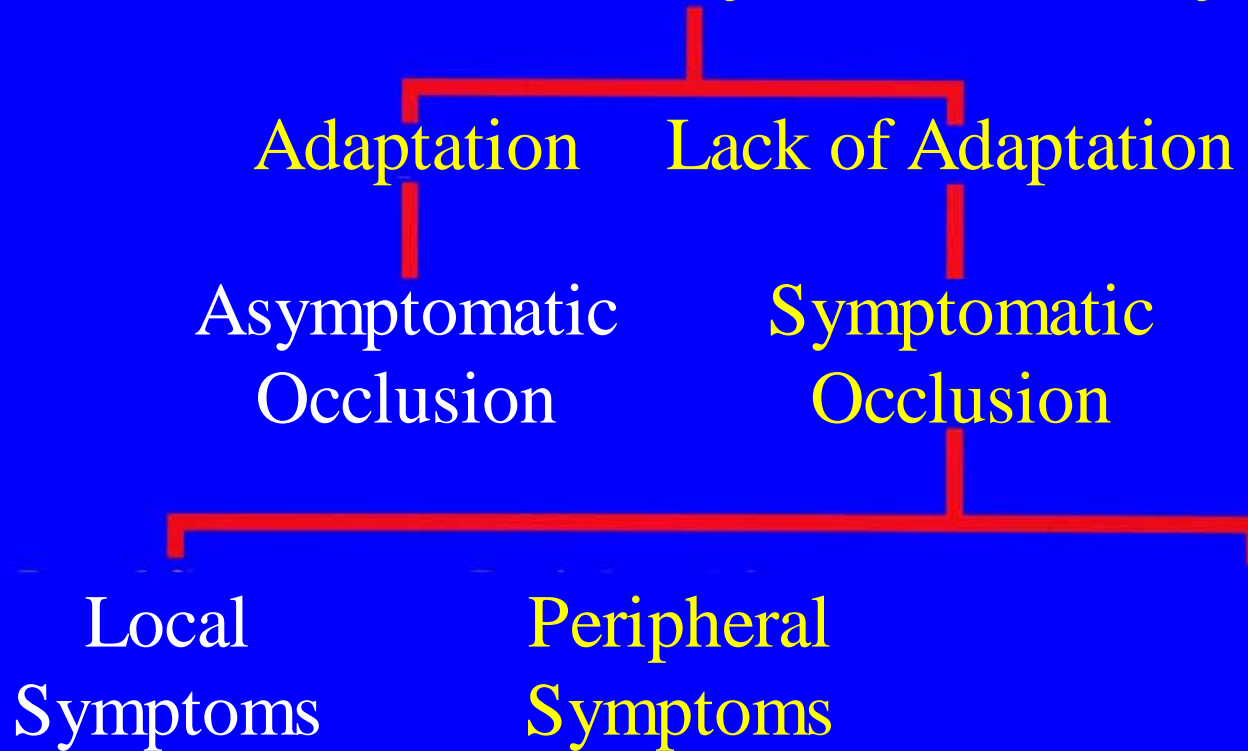 Adaptation Lack of Adaptation
Asymptomatic Symptomatic
Occlusion Occlusion
Local Peripheral
Symptoms Symptoms